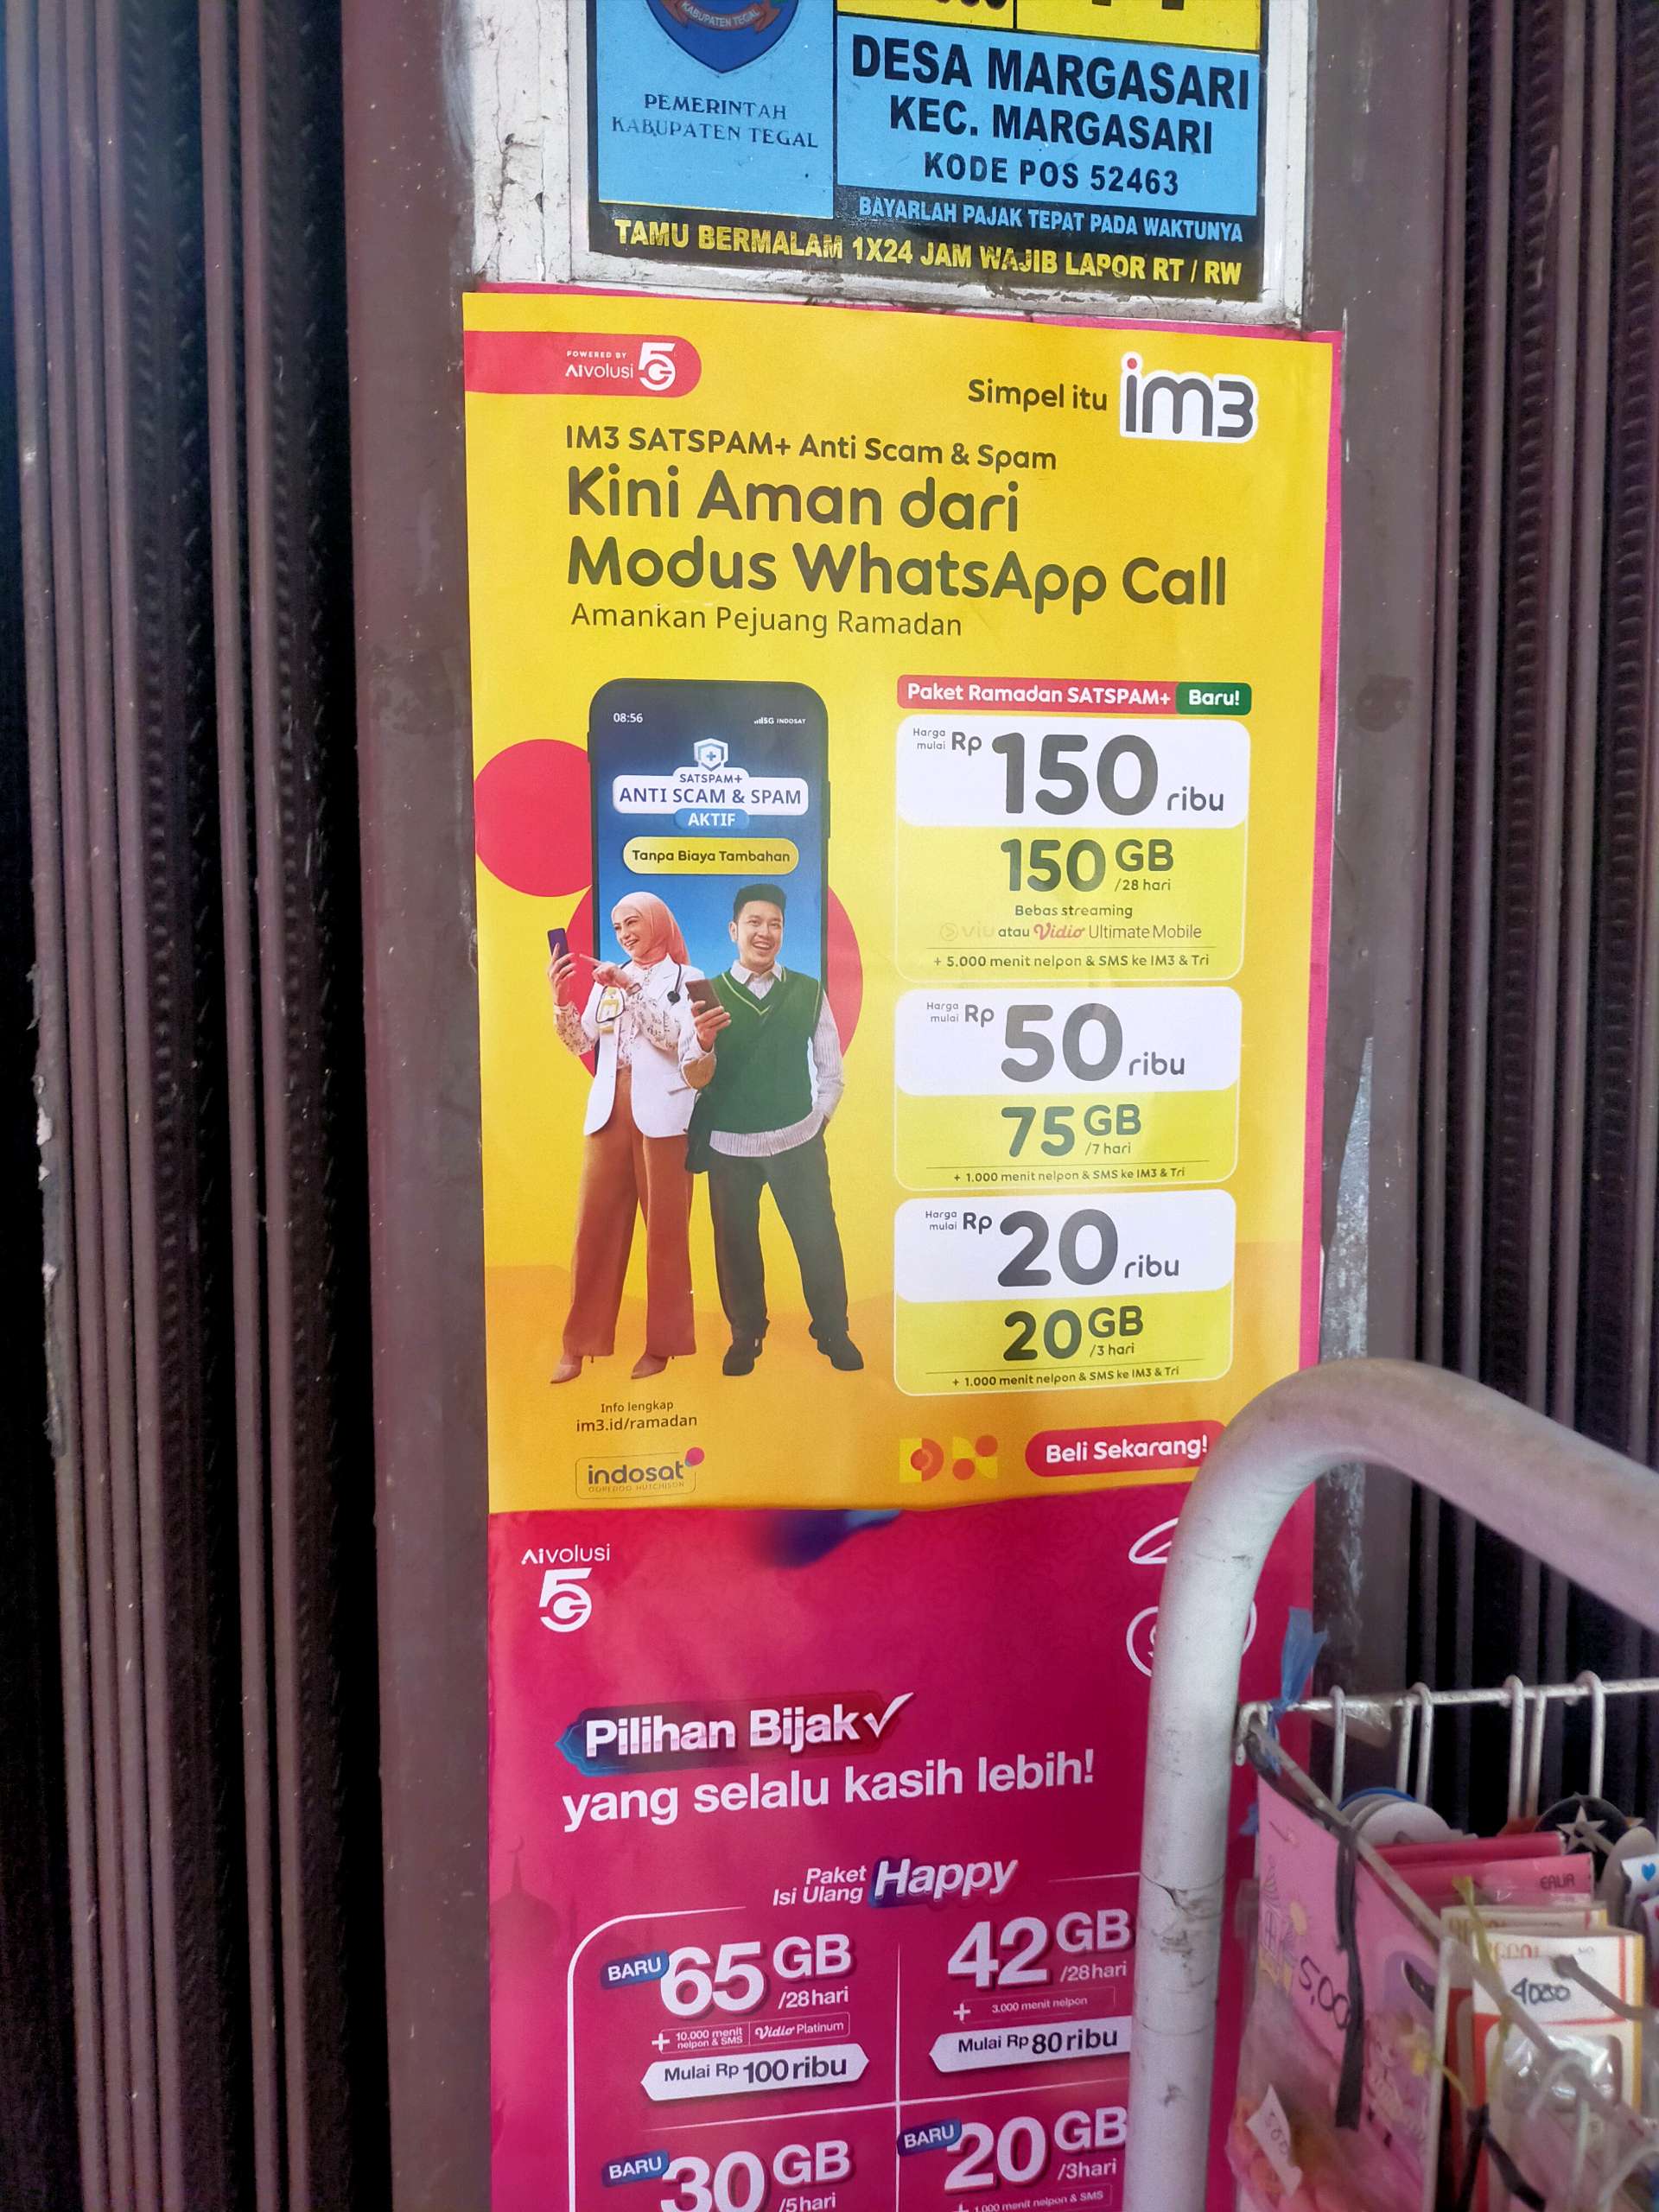 KABUPATEN TEGAL
PEMERINTAH
KABUPATEN TEGAL
DESA MARGASARI
KEC. MARGASARI
KODE POS 52463
BAYARLAH PAJAK TEPAT PADA WAKTUNYA
TAMU BERMALAM 1X24 JAM WAJIB LAPOR RT / RW
POWERED BY
AIvolusi 5G
Simpel itu im3
IM3 SATSPAM+ Anti Scam & Spam
Kini Aman dari
Modus WhatsApp Call
Amankan Pejuang Ramadan
08:56
5G INDOSAT
SATSPAM+
ANTI SCAM & SPAM
AKTIF
Tanpa Biaya Tambahan
Paket Ramadan SATSPAM+ Baru!
Harga mulai Rp 150 ribu
150 GB
/28 hari
Bebas streaming
viu atau Vidio Ultimate Mobile
+ 5.000 menit nelpon & SMS ke IM3 & Tri
Harga mulai Rp 50 ribu
75 GB
/7 hari
+ 1.000 menit nelpon & SMS ke IM3 & Tri
Harga mulai Rp 20 ribu
20 GB
/3 hari
+ 1.000 menit nelpon & SMS ke IM3 & Tri
Info lengkap
im3.id/ramadan
indosat
OOREDOO HUTCHISON
Beli Sekarang!
AIvolusi
5G
Pilihan Bijak
yang selalu kasih lebih!
Paket
Isi Ulang Happy
BARU 65 GB
/28hari
+ 10.000 menit
nelpon & SMS Vidio Platinum
Mulai Rp 100 ribu
42 GB
/28hari
+ 3.000 menit nelpon
Mulai Rp 80 ribu
BARU 30 GB
/5hari
BARU 20 GB
/3hari
+ 1.000 menit nelpon & SMS
5,00